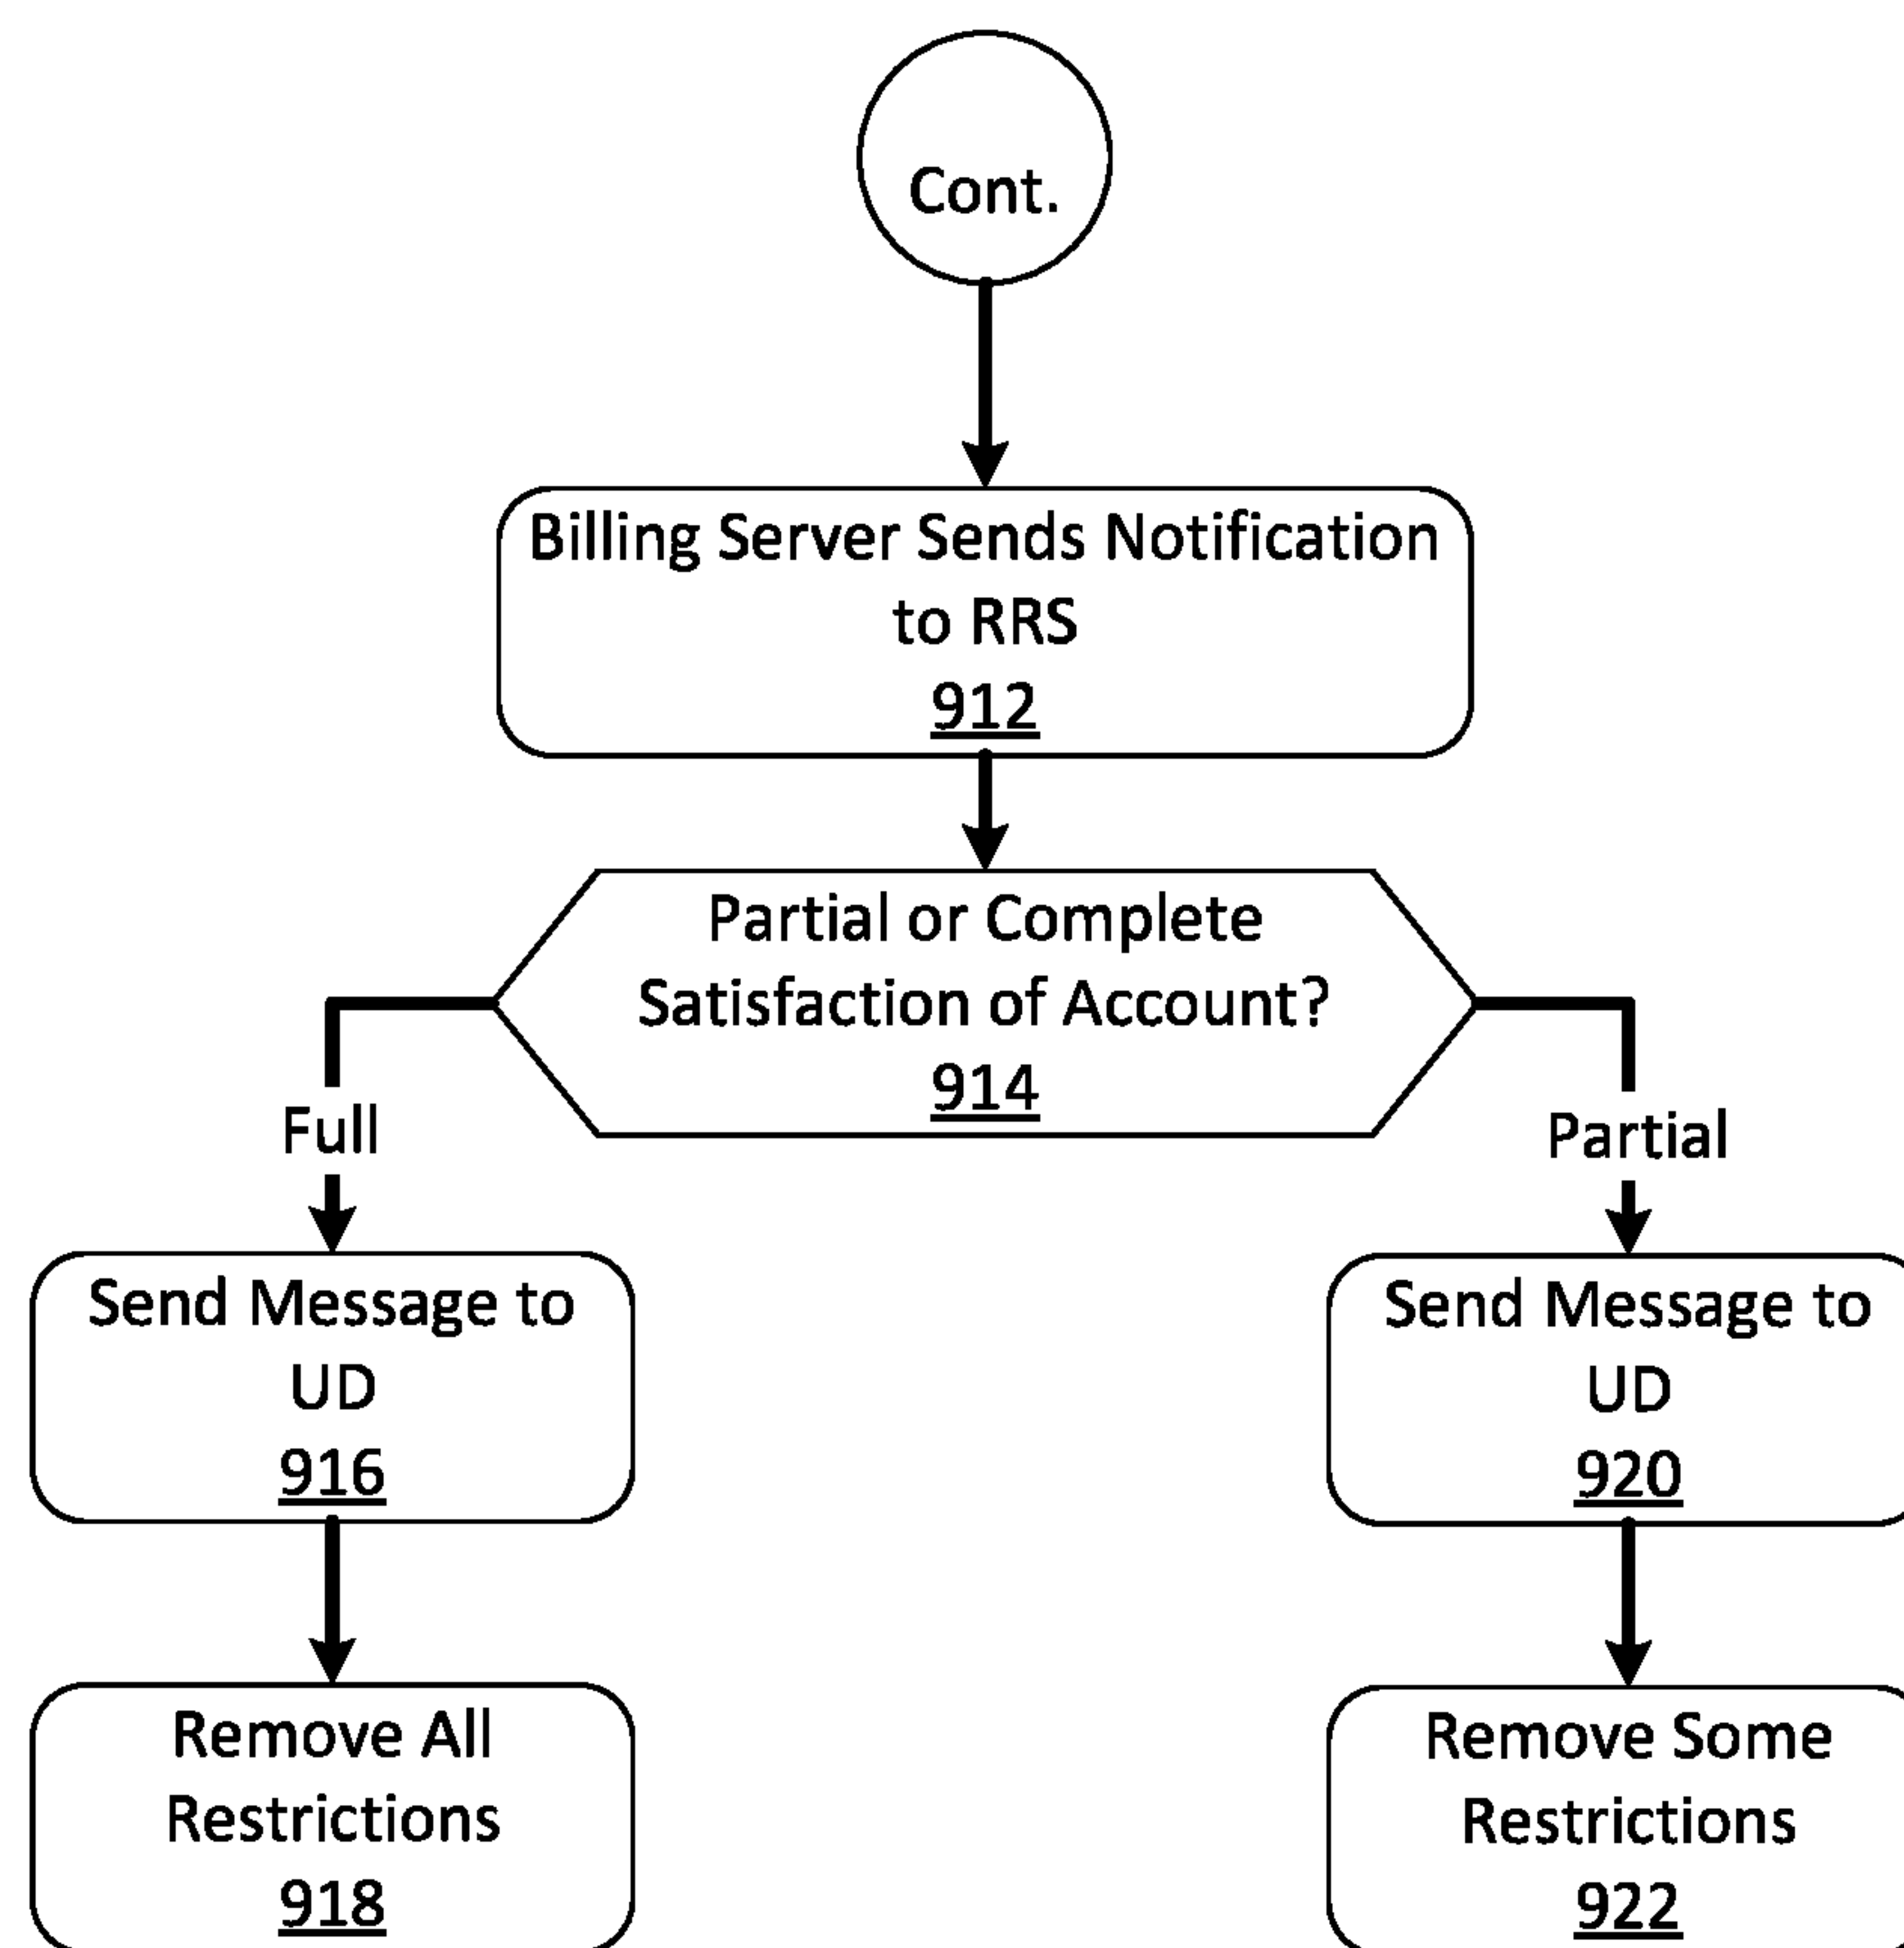 Cont.
Billing Server Sends Notification
to RRS
912
Partial or Complete
Satisfaction of Account?
914
Full
Partial
Send Message to
UD
916
Send Message to
UD
920
Remove All
Restrictions
918
Remove Some
Restrictions
922